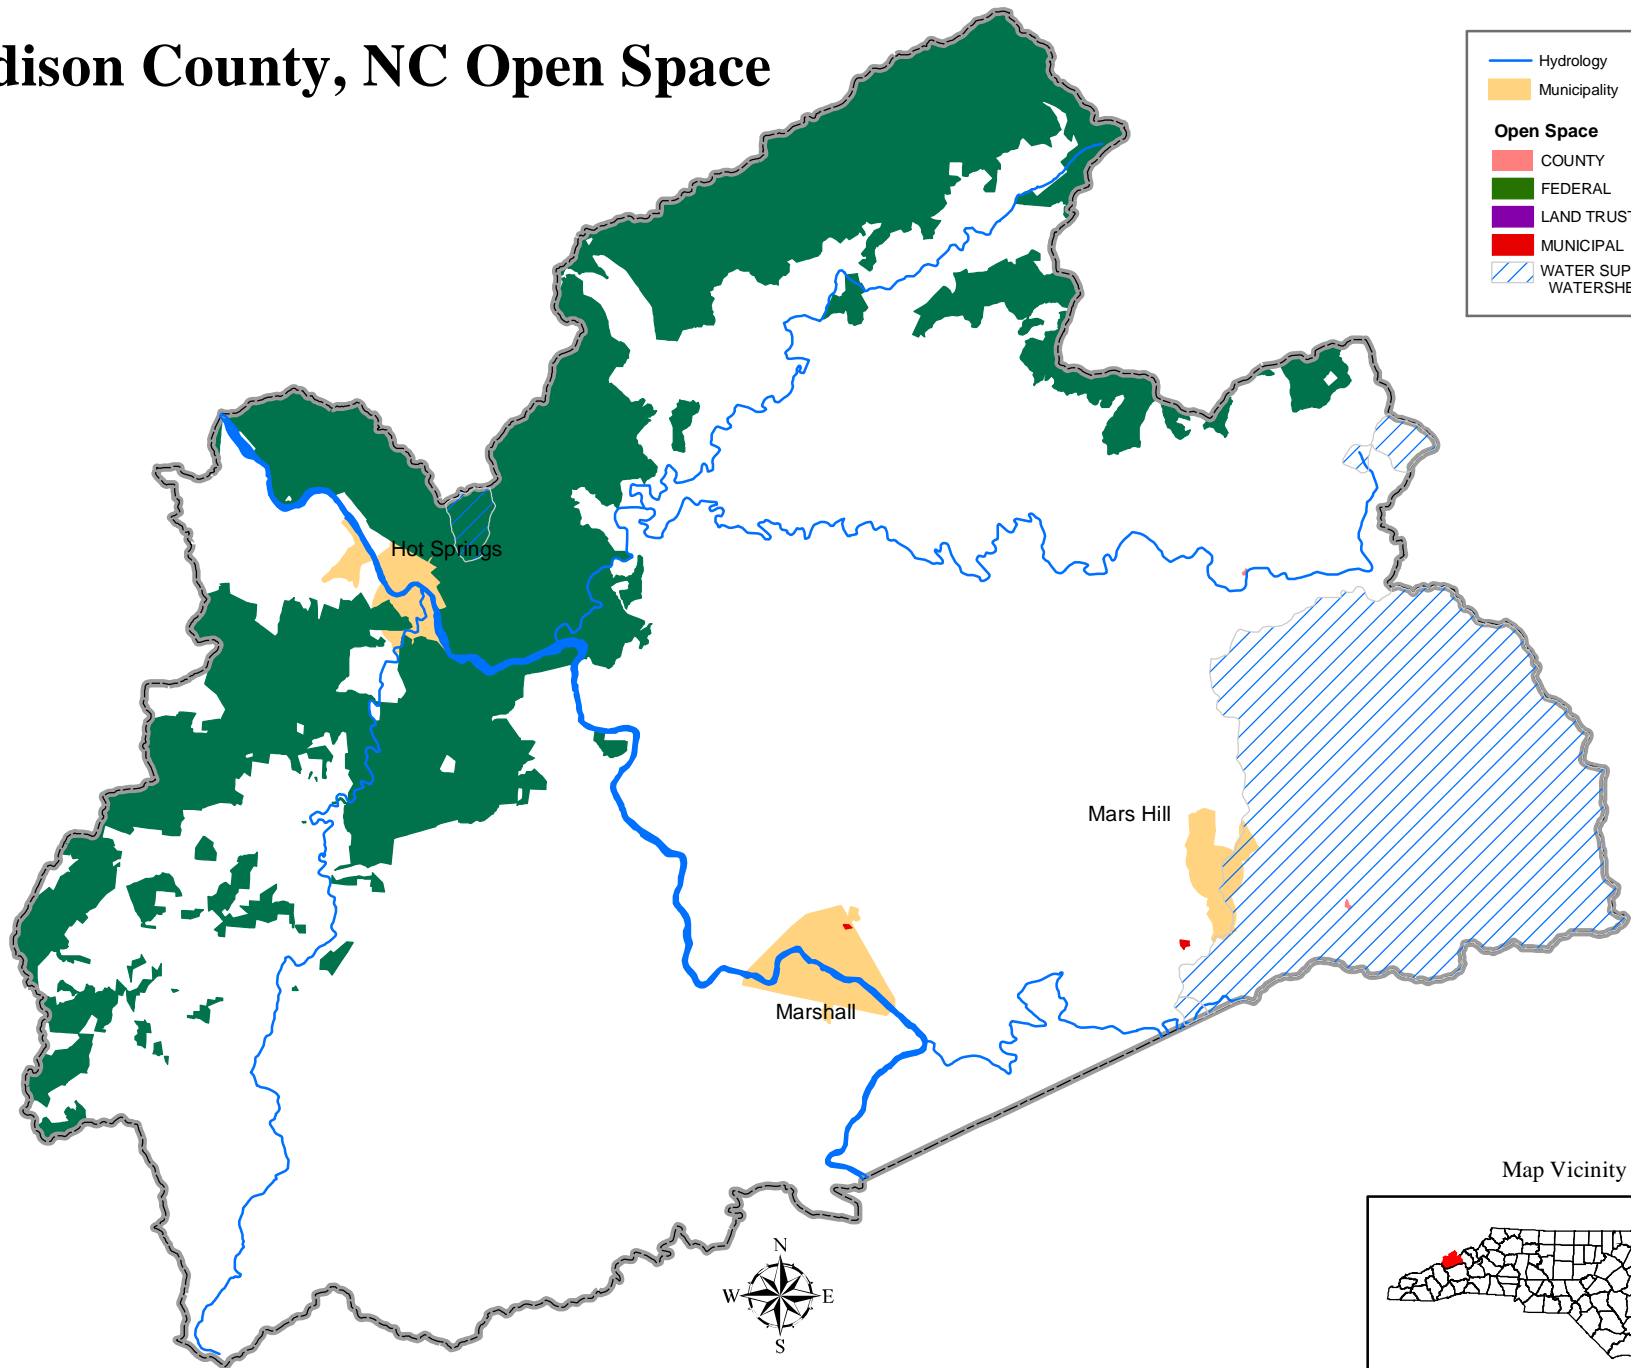 dison County, NC Open Space
Hydrology
Municipality
Open Space
COUNTY
FEDERAL
LAND TRUST
MUNICIPAL
WATER SUP
WATERSHE
Hot Springs
Mars Hill
Marshall
Map Vicinity
N
W E
S